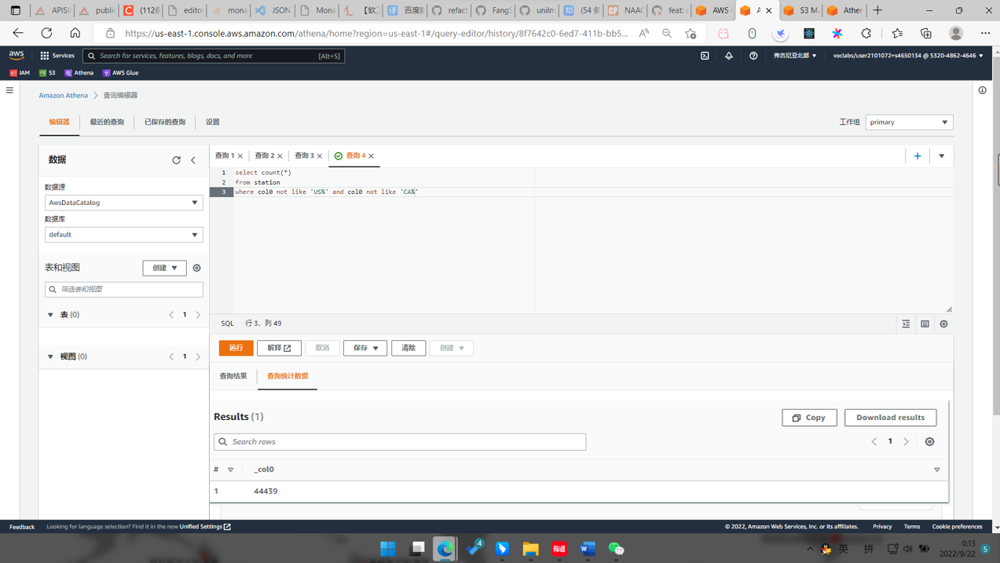 APISI
public
(112条
editor
mona
JSON
Mona
【软工
百度翻
refact
FangS
unilm
(54 条
NAAC
feat: c
AWS
A
S3 M
Ather
https://us-east-1.console.aws.amazon.com/athena/home?region=us-east-1#/query-editor/history/8f7642c0-6ed7-411b-bb5...
aws
Services
Search for services, features, blogs, docs, and more
[Alt+S]
弗吉尼亚北部
voclabs/user2101072=s4650134 @ 5320-4862-4646
IAM
S3
Athena
AWS Glue
Amazon Athena
查询编辑器
编辑器
最近的查询
已保存的查询
设置
工作组
primary
数据
查询 1
查询 2
查询 3
查询 4
数据源
AwsDataCatalog
数据库
default
1 select count(*)
2 from station
3 where col0 not like 'US%' and col0 not like 'CA%'
表和视图
创建
筛选表和视图
表 (0)
1
视图 (0)
1
SQL
行 3，列 49
运行
解释
取消
保存
清除
创建
查询结果
查询统计数据
Results (1)
Copy
Download results
Search rows
1
#
_col0
1
44439
Feedback
Looking for language selection? Find it in the new Unified Settings
© 2022, Amazon Web Services, Inc. or its affiliates.
Privacy
Terms
Cookie preferences
4
有道
W
英
拼
0:13
2022/9/22
5